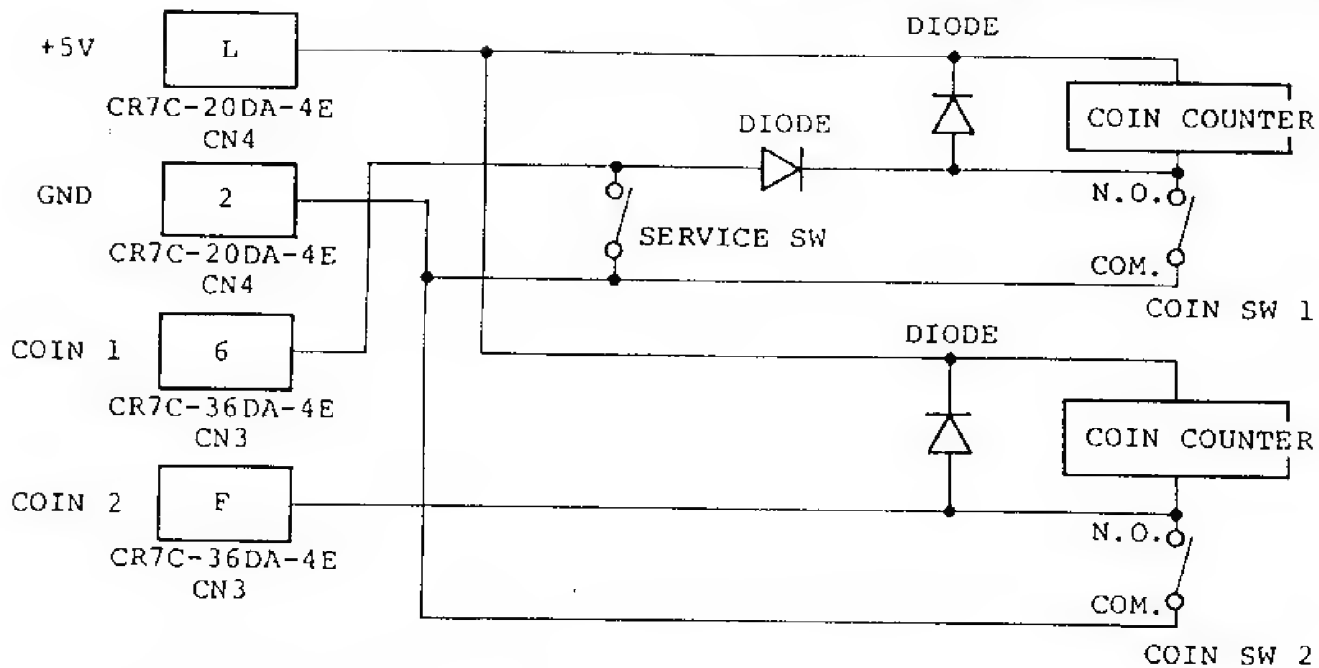 DIODE
+5V
L
CR7C-20DA-4E
CN4
DIODE
COIN COUNTER
GND
2
CR7C-20DA-4E
CN4
SERVICE SW
N.O.
COM.
COIN SW 1
COIN 1
6
CR7C-36DA-4E
CN3
DIODE
COIN COUNTER
COIN 2
F
CR7C-36DA-4E
CN3
N.O.
COM.
COIN SW 2